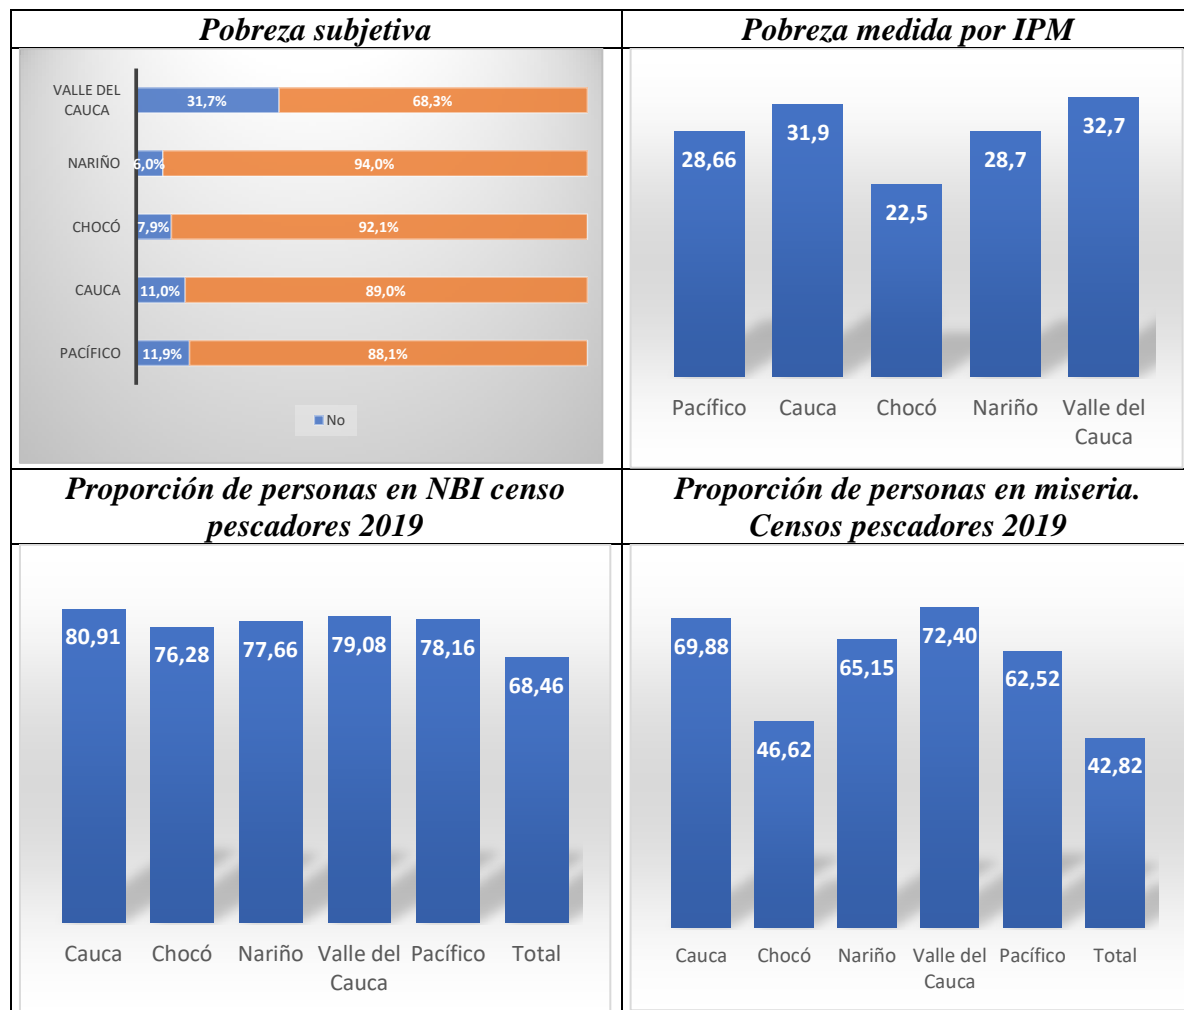 Pobreza subjetiva
VALLE DEL
CAUCA
31,7%
68,3%
NARIÑO
6,0%
94,0%
CHOCÓ
7,9%
92,1%
CAUCA
11,0%
89,0%
PACÍFICO
11,9%
88,1%
No
Pobreza medida por IPM
28,66
31,9
22,5
28,7
32,7
Pacífico
Cauca
Chocó
Nariño
Valle del
Cauca
Proporción de personas en NBI censo
pescadores 2019
80,91
76,28
77,66
79,08
78,16
68,46
Cauca
Chocó
Nariño
Valle del
Cauca
Pacífico
Total
Proporción de personas en miseria.
Censos pescadores 2019
69,88
46,62
65,15
72,40
62,52
42,82
Cauca
Chocó
Nariño
Valle del
Cauca
Pacífico
Total